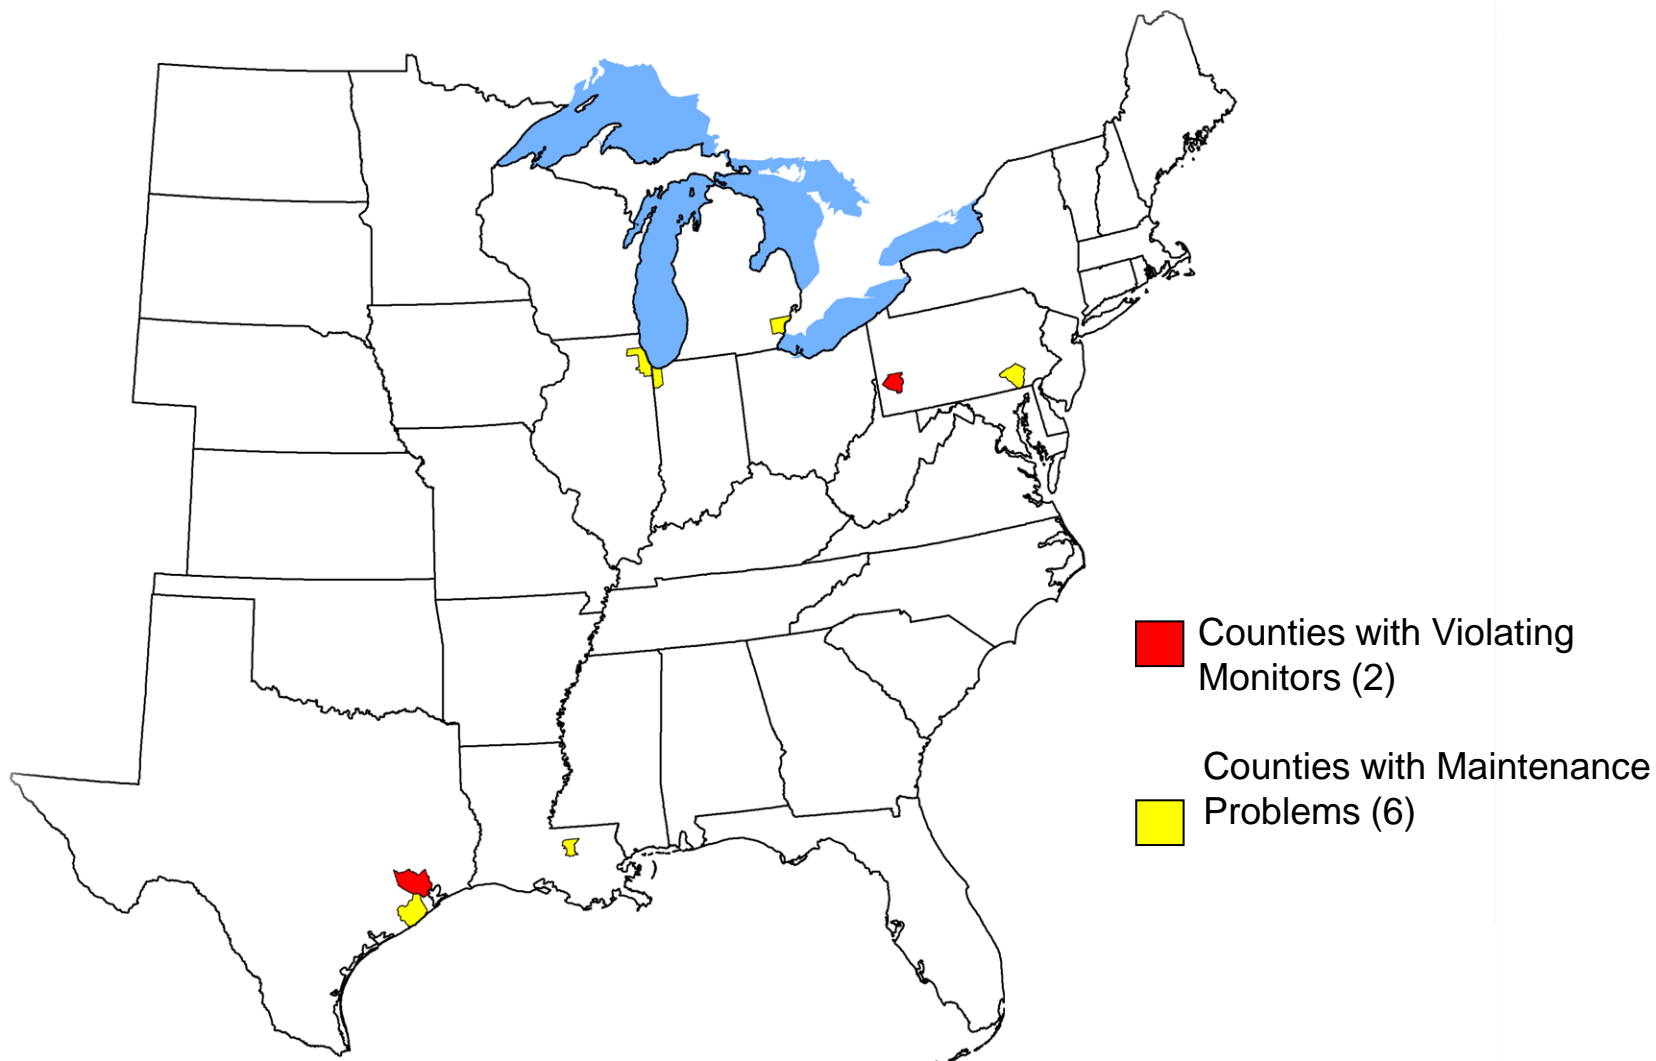 Counties with Violating
Monitors (2)
Counties with Maintenance
Problems (6)